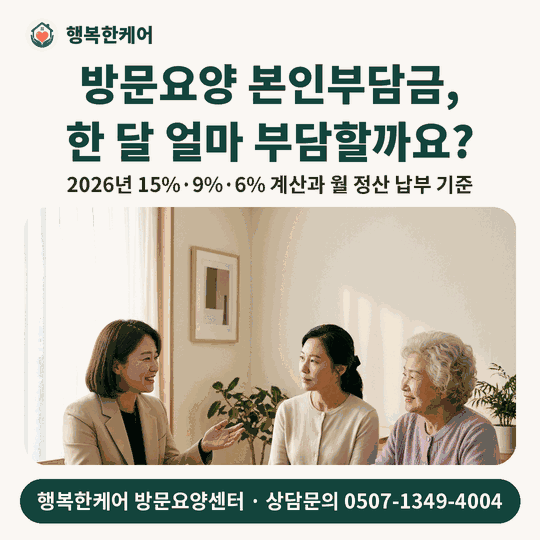 행복한케어
방문요양 본인부담금,
한 달 얼마 부담할까요?
2026년 15%·9%·6% 계산과 월 정산 납부 기준
행복한케어 방문요양센터 · 상담문의 0507-1349-4004